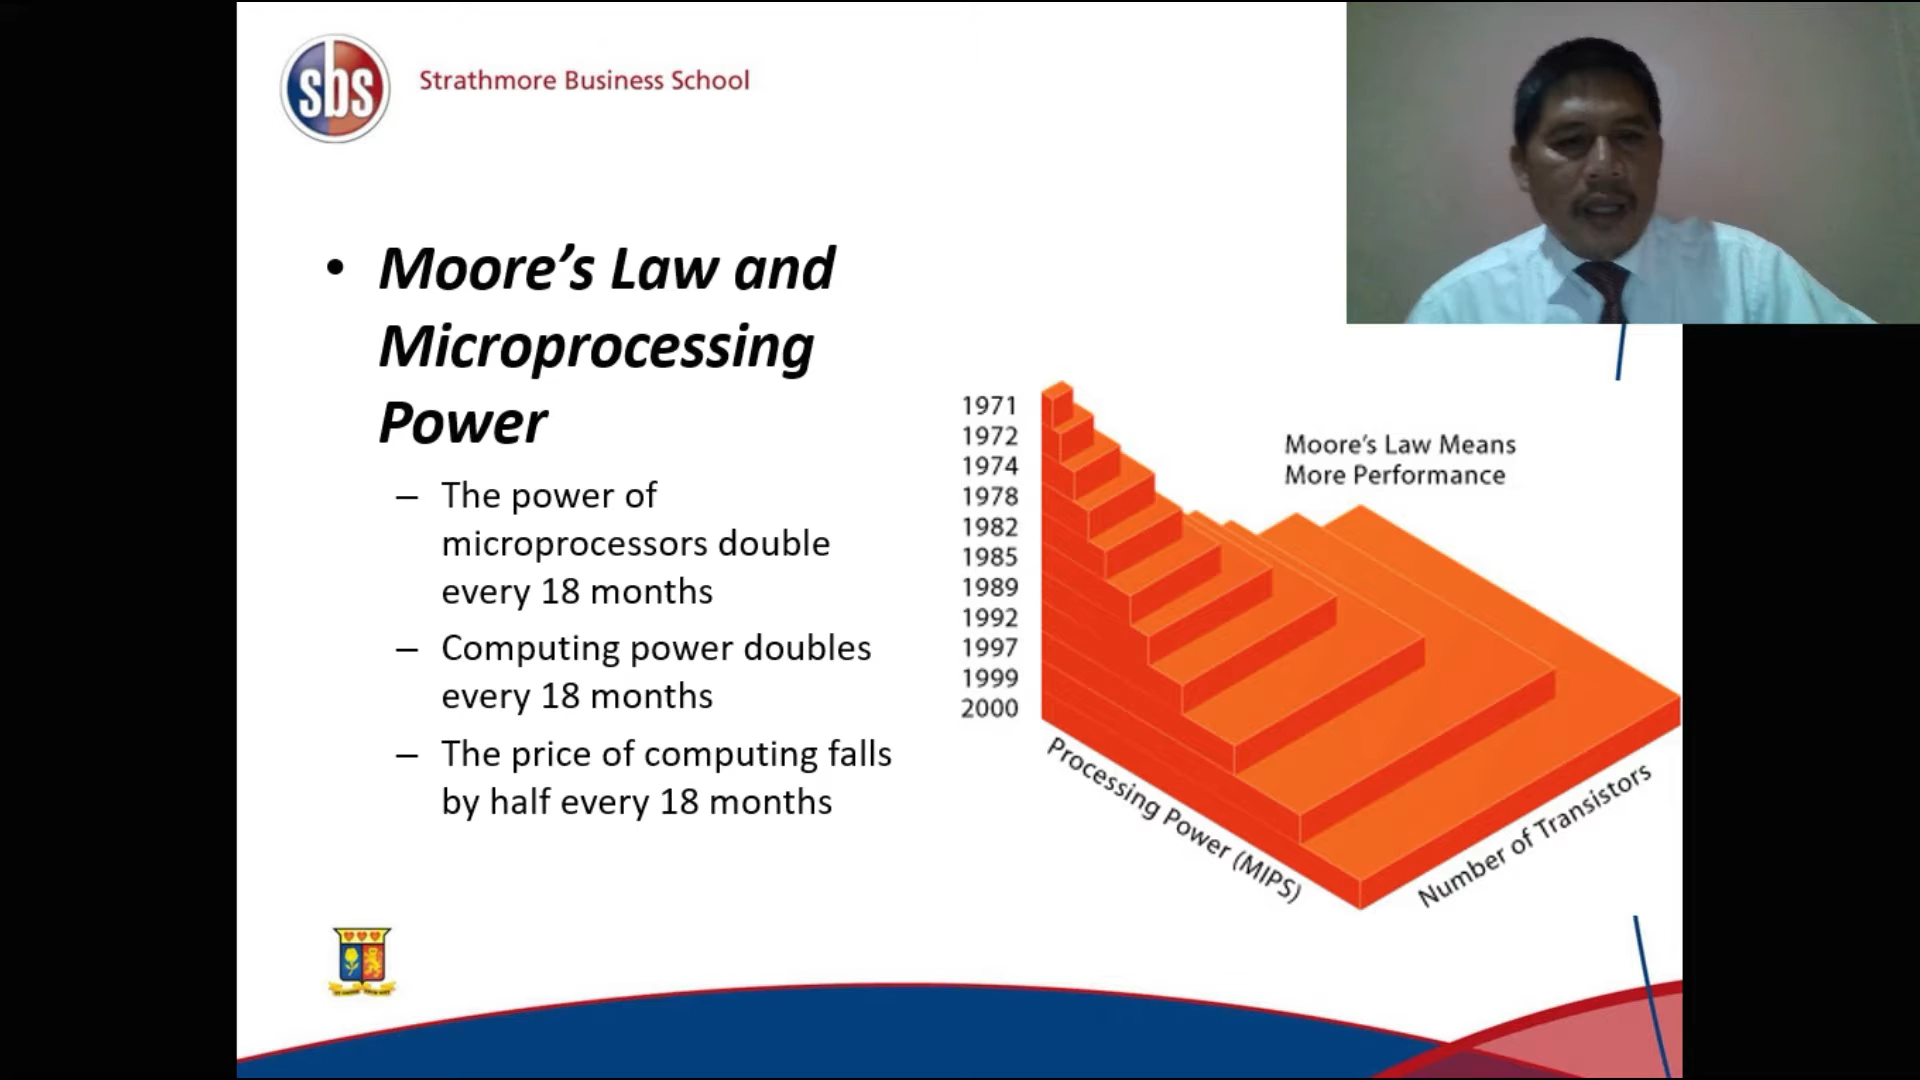 sbs
Strathmore Business School
• Moore’s Law and
Microprocessing
Power
– The power of
microprocessors double
every 18 months
– Computing power doubles
every 18 months
– The price of computing falls
by half every 18 months
1971
1972
1974
1978
1982
1985
1989
1992
1997
1999
2000
Moore’s Law Means
More Performance
Processing Power (MIPS)
Number of Transistors